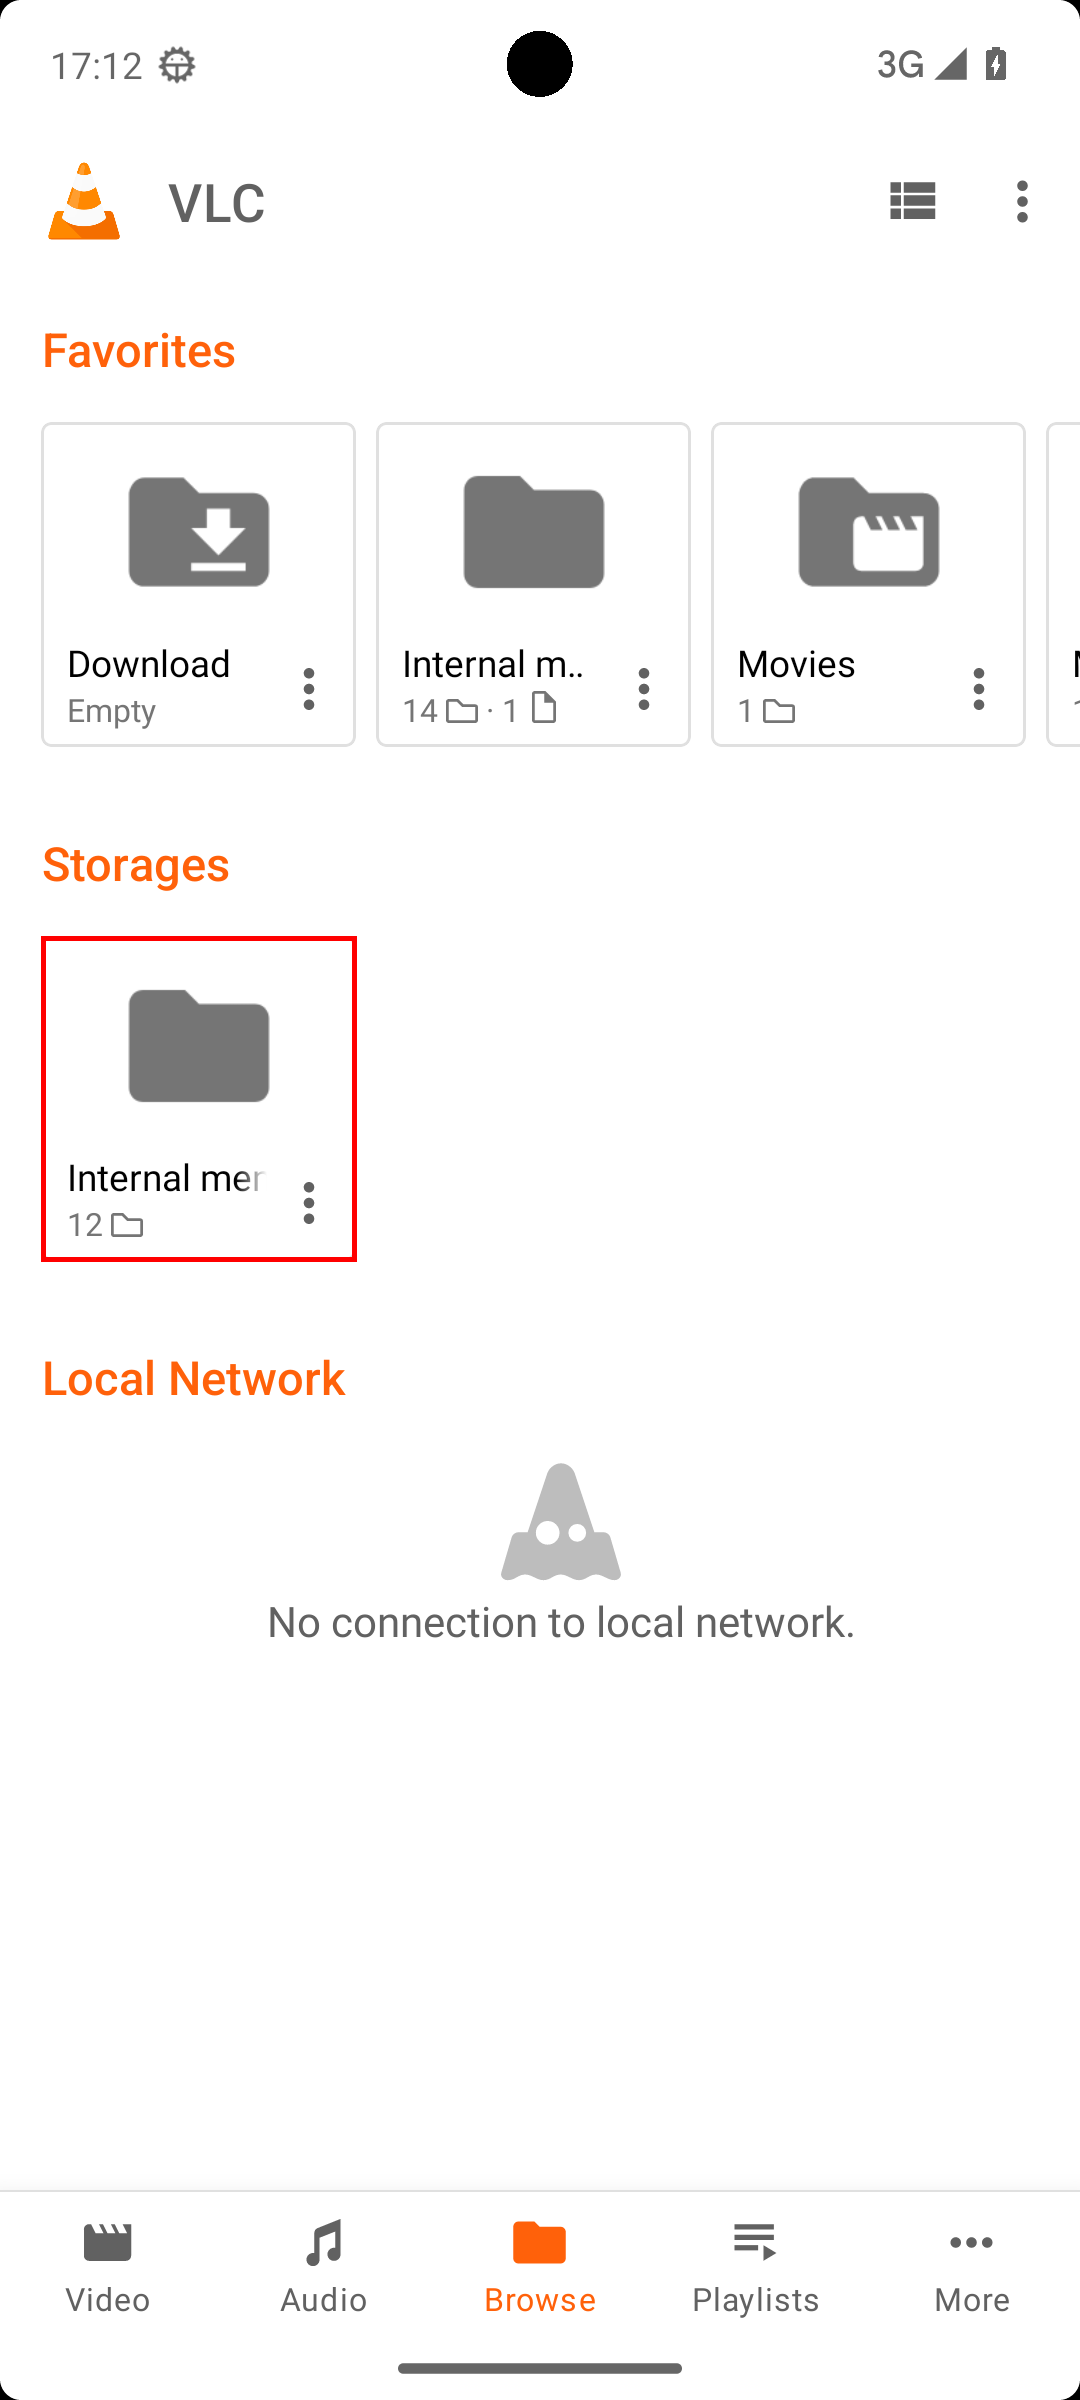 17:12
3G
VLC
Favorites
Download
Empty
Internal m..
14 · 1
Movies
1
Storages
Internal mer
12
Local Network
No connection to local network.
Video
Audio
Browse
Playlists
More